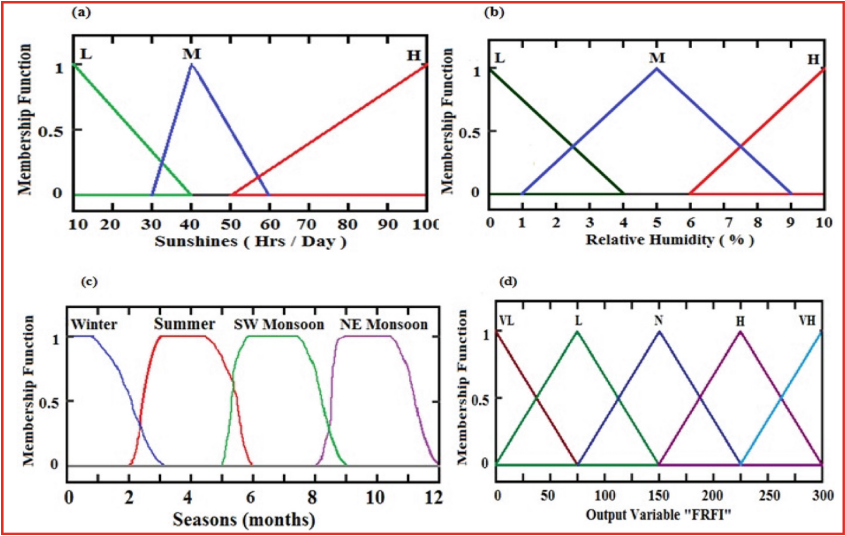 (a)
L M H
Membership Function
1
0.5
0
10 20 30 40 50 60 70 80 90 100
Sunshines ( Hrs / Day )
(b)
L M H
Membership Function
1
0.5
0
0 1 2 3 4 5 6 7 8 9 10
Relative Humidity ( % )
(c)
Winter Summer SW Monsoon NE Monsoon
Membership Function
1
0.5
0
0 2 4 6 8 10 12
Seasons (months)
(d)
VL L N H VH
Membership Function
1
0.5
0
0 50 75 100 150 200 225 250 300
Output Variable "FRFI"